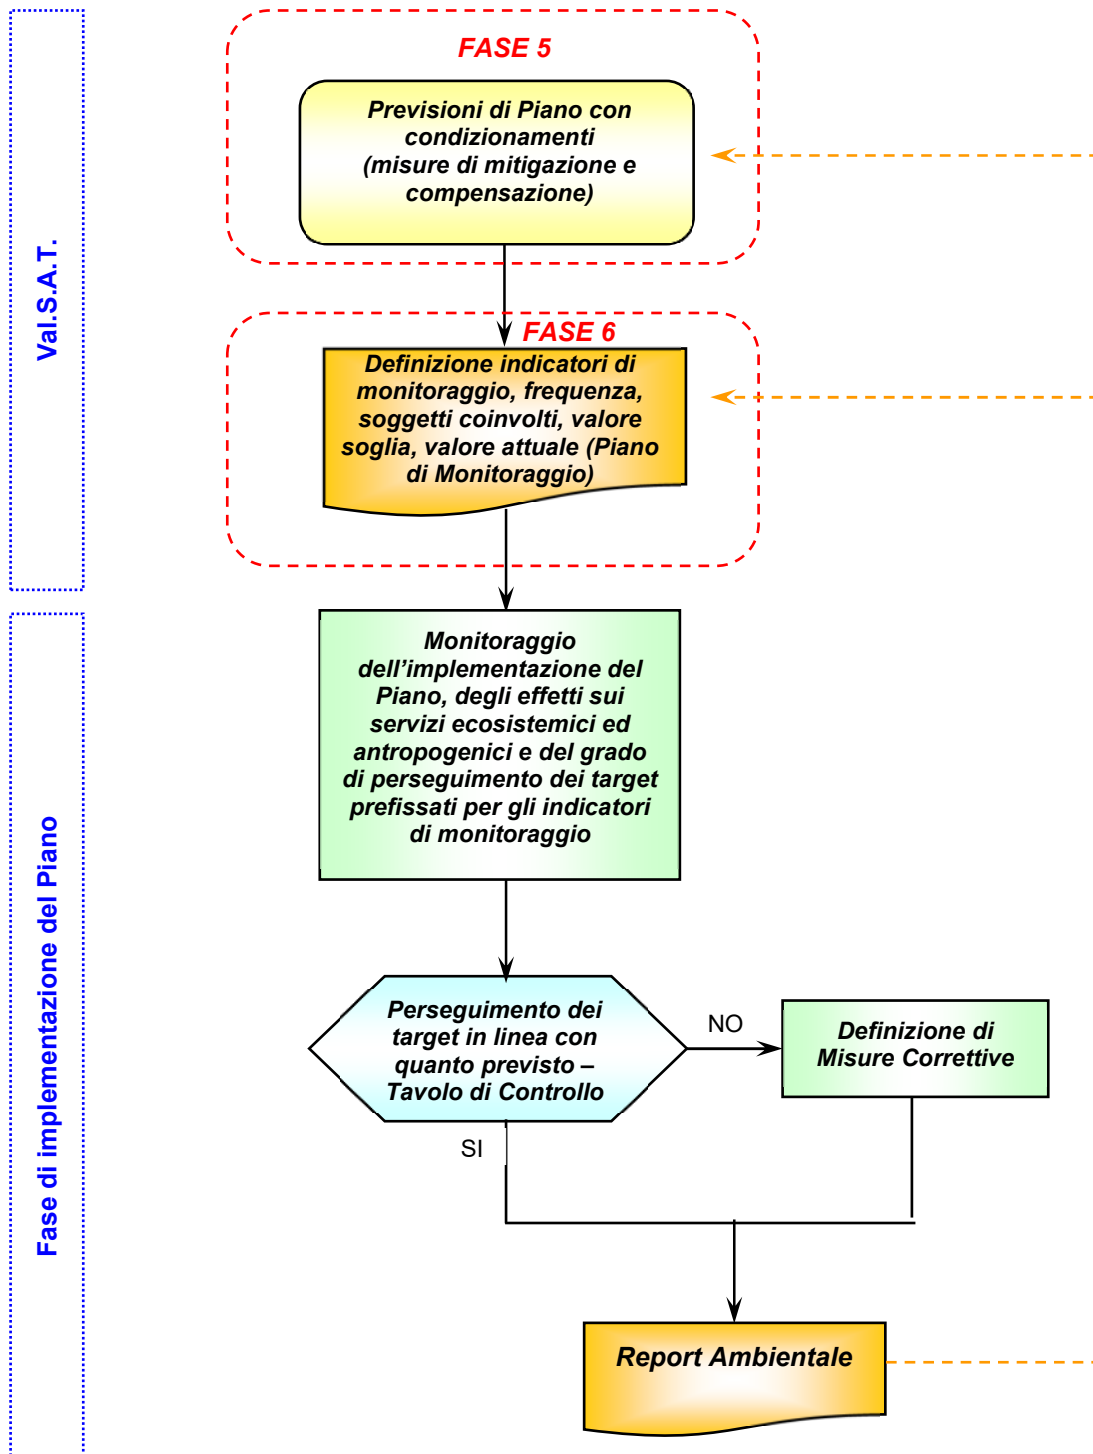 Val.S.A.T.
FASE 5
Previsioni di Piano con
condizionamenti
(misure di mitigazione e
compensazione)
FASE 6
Definizione indicatori di
monitoraggio, frequenza,
soggetti coinvolti, valore
soglia, valore attuale (Piano
di Monitoraggio)
Fase di implementazione del Piano
Monitoraggio
dell’implementazione del
Piano, degli effetti sui
servizi ecosistemici ed
antropogenici e del grado
di perseguimento dei target
prefissati per gli indicatori
di monitoraggio
Perseguimento dei
target in linea con
quanto previsto –
Tavolo di Controllo
NO
Definizione di
Misure Correttive
SI
Report Ambientale